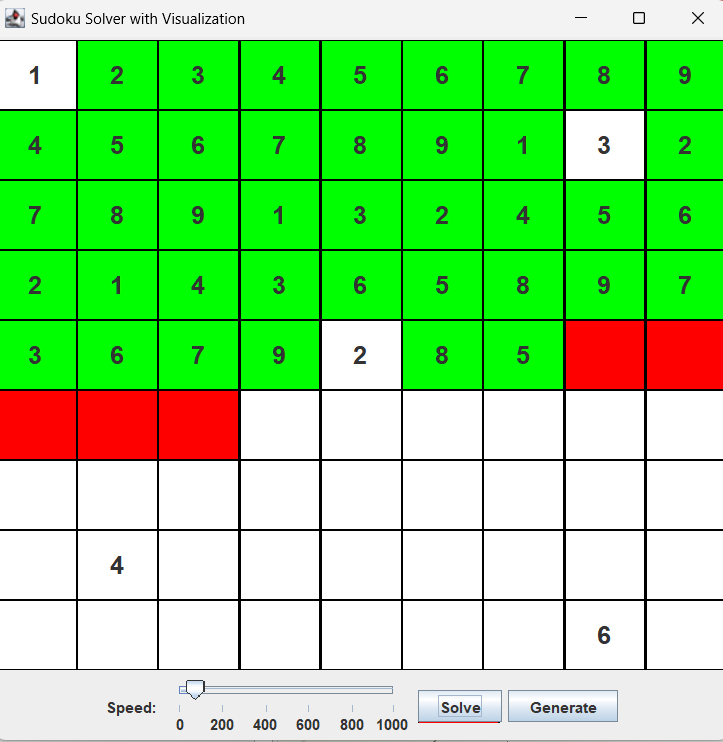 Sudoku Solver with Visualization
1 2 3 4 5 6 7 8 9
4 5 6 7 8 9 1 3 2
7 8 9 1 3 2 4 5 6
2 1 4 3 6 5 8 9 7
3 6 7 9 2 8 5
4
6
Speed:
0 200 400 600 800 1000
Solve Generate